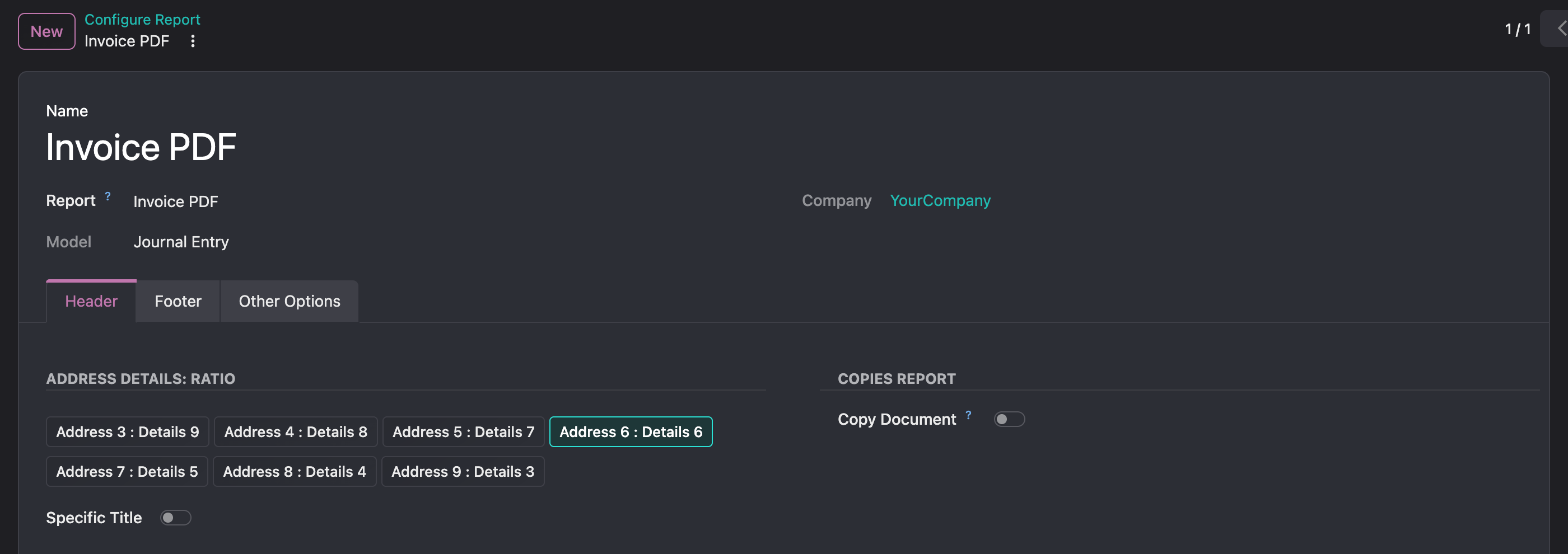 New
Configure Report
Invoice PDF
1 / 1
Name
Invoice PDF
Report ? Invoice PDF
Company YourCompany
Model Journal Entry
Header Footer Other Options
ADDRESS DETAILS: RATIO
COPIES REPORT
Address 3 : Details 9 Address 4 : Details 8 Address 5 : Details 7 Address 6 : Details 6
Copy Document ?
Address 7 : Details 5 Address 8 : Details 4 Address 9 : Details 3
Specific Title